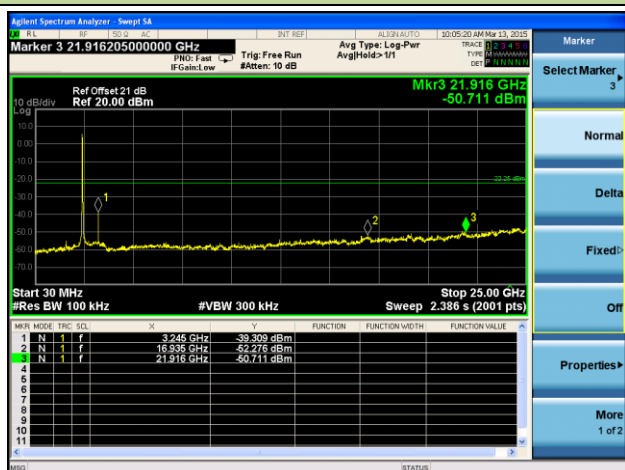 Agilent Spectrum Analyzer - Swept SA
RL RF 50 Ω AC INT REF ALIGN AUTO 10:05:20 AM Mar 13, 2015
Marker 3 21.916205000000 GHz
PNO: Fast
IFGain:Low
Trig: Free Run
#Atten: 10 dB
Avg Type: Log-Pwr
Avg|Hold:>1/1
TRACE 1 2 3 4 5 6
TYPE M
DET P N N N N N
Ref Offset 21 dB
Ref 20.00 dBm
Mkr3 21.916 GHz
-50.711 dBm
10 dB/div
Log
10.0
0.00
-10.0
-20.0
-30.0
-40.0
-50.0
-60.0
-70.0
-22.25 dBm
1
2
3
Start 30 MHz
Stop 25.00 GHz
#Res BW 100 kHz #VBW 300 kHz Sweep 2.386 s (2001 pts)
MKR MODE TRC SCL X Y FUNCTION FUNCTION WIDTH FUNCTION VALUE
1 N 1 f 3.245 GHz -39.309 dBm
2 N 1 f 16.935 GHz -52.276 dBm
3 N 1 f 21.916 GHz -50.711 dBm
4
5
6
7
8
9
10
11
MSG STATUS
Marker
Select Marker
3
Normal
Delta
Fixed
Off
Properties
More
1 of 2